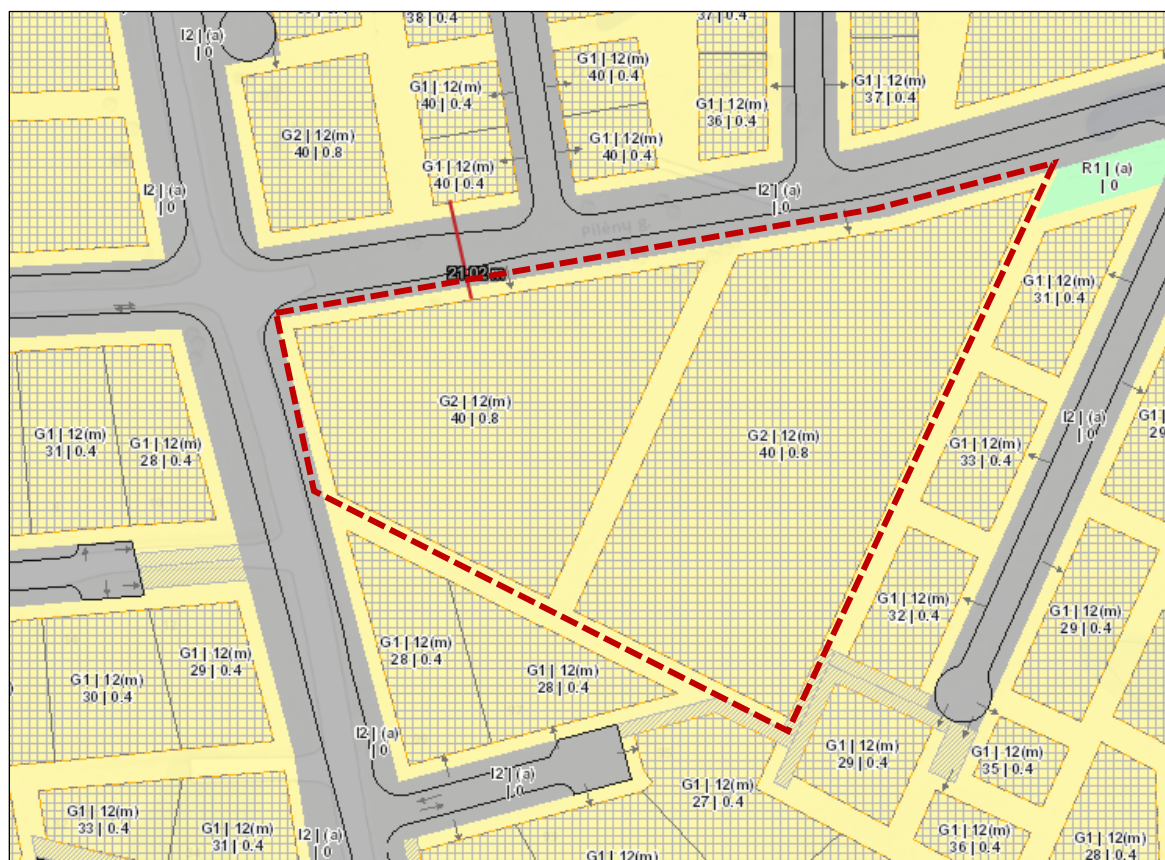 38 | 0.4
37 | 0.4
I2 | (a)
| 0
G1 | 12(m)
40 | 0.4
G1 | 12(m)
40 | 0.4
G1 | 12(m)
37 | 0.4
G1 | 12(m)
36 | 0.4
G2 | 12(m)
40 | 0.8
G1 | 12(m)
40 | 0.4
G1 | 12(m)
40 | 0.4
R1 | (a)
| 0
I2 | (a)
| 0
I2 | (a)
| 0
Pilėnų g.
21.02 m
G1 | 12(m)
31 | 0.4
G2 | 12(m)
40 | 0.8
G2 | 12(m)
40 | 0.8
I2 | (a)
| 0
G1
29
G1 | 12(m)
31 | 0.4
G1 | 12(m)
28 | 0.4
G1 | 12(m)
33 | 0.4
G1 | 12(m)
32 | 0.4
G1 | 12(m)
29 | 0.4
G1 | 12(m)
28 | 0.4
G1 | 12(m)
29 | 0.4
G1 | 12(m)
28 | 0.4
G1 | 12(m)
30 | 0.4
I2 | (a)
| 0
G1 | 12(m)
29 | 0.4
G1 | 12(m)
35 | 0.4
I2 | (a)
| 0
G1 | 12(m)
27 | 0.4
G1 | 12(m)
33 | 0.4
G1 | 12(m)
31 | 0.4
I2 | (a)
| 0
G1 | 12(m)
36 | 0.4
G1 | 12(m)
28 | 0.4
G1 | 12(m)